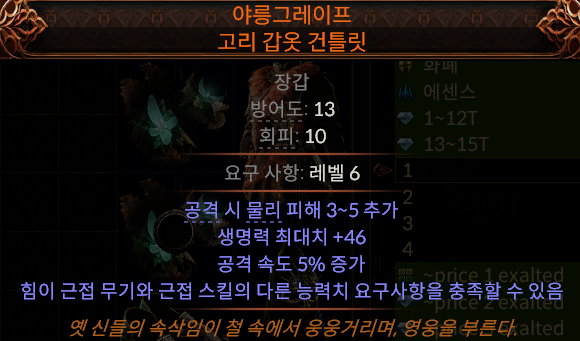 야릉그레이프
고리 갑옷 건틀릿
장갑
방어도: 13
회피: 10
요구 사항: 레벨 6
공격 시 물리 피해 3~5 추가
생명력 최대치 +46
공격 속도 5% 증가
힘이 근접 무기와 근접 스킬의 다른 능력치 요구사항을 충족할 수 있음
옛 신들의 속삭임이 철 속에서 웅웅거리며, 영웅을 부른다.
화폐
에센스
1~12T
13~15T
1
2
3
4
~price 1 exalted
~price 2 exalted